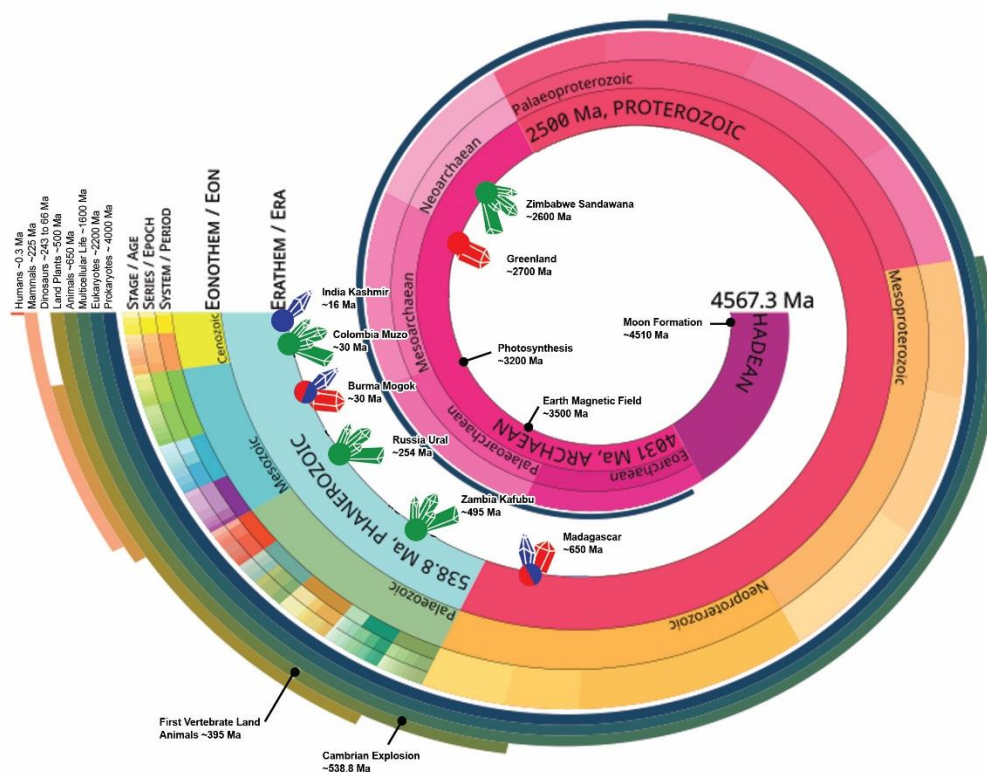 Humans ~0.3 Ma
Mammals ~225 Ma
Dinosaurs ~243 to 66 Ma
Land Plants ~500 Ma
Animals ~650 Ma
Multicellular Life ~1600 Ma
Eukaryotes ~2200 Ma
Prokaryotes ~ 4000 Ma
STAGE / AGE
SERIES / EPOCH
SYSTEM / PERIOD
EONOTHEM / EON
ERATHEM / ERA
Cenozoic
Mesozoic
Palaeozoic
538.8 Ma, PHANEROZOIC
India Kashmir
~16 Ma
Colombia Muzo
~30 Ma
Burma Mogok
~30 Ma
Russia Ural
~254 Ma
Zambia Kafubu
~495 Ma
Madagascar
~650 Ma
Neoproterozoic
Mesoproterozoic
Palaeoproterozoic
2500 Ma, PROTEROZOIC
Neoarchaean
Mesoarchaean
Palaeoarchaean
Eoarchaean
4031 Ma, ARCHAEAN
HADEAN
4567.3 Ma
Zimbabwe Sandawana
~2600 Ma
Greenland
~2700 Ma
Moon Formation
~4510 Ma
Photosynthesis
~3200 Ma
Earth Magnetic Field
~3500 Ma
First Vertebrate Land
Animals ~395 Ma
Cambrian Explosion
~538.8 Ma